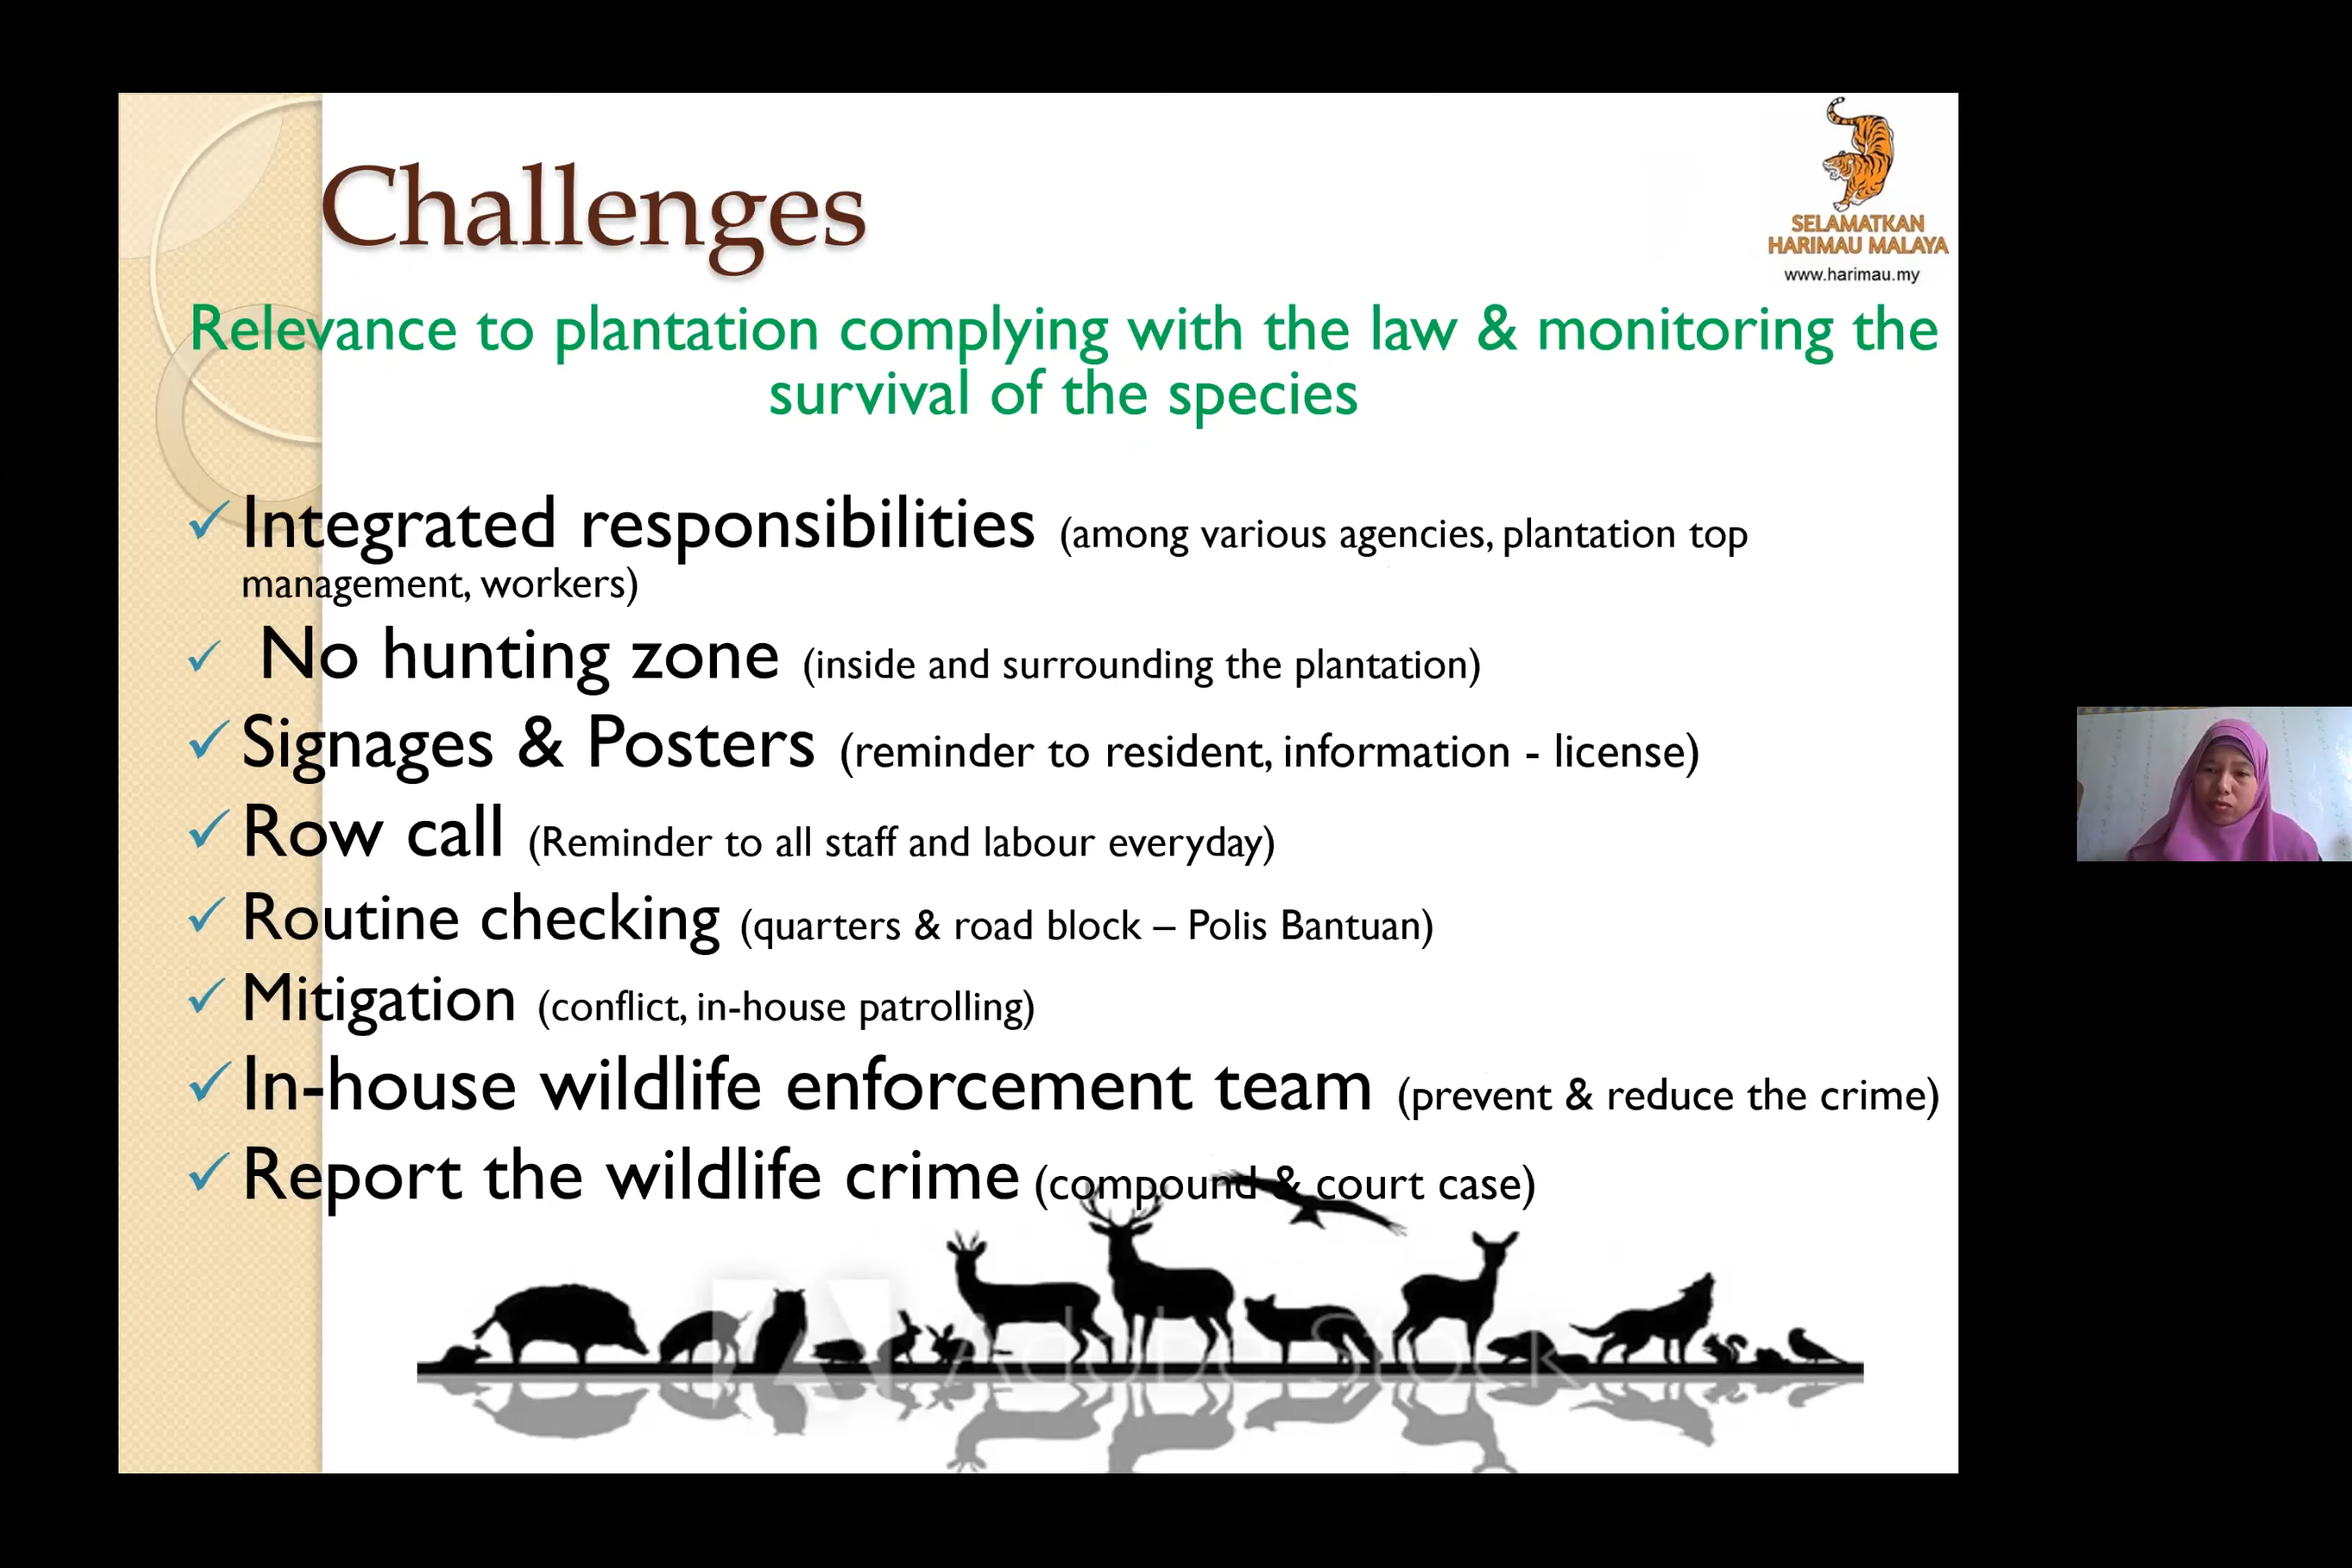 Challenges
SELAMATKAN
HARIMAU MALAYA
www.harimau.my
Relevance to plantation complying with the law & monitoring the
survival of the species
✓ Integrated responsibilities (among various agencies, plantation top
management, workers)
✓ No hunting zone (inside and surrounding the plantation)
✓ Signages & Posters (reminder to resident, information - license)
✓ Row call (Reminder to all staff and labour everyday)
✓ Routine checking (quarters & road block – Polis Bantuan)
✓ Mitigation (conflict, in-house patrolling)
✓ In-house wildlife enforcement team (prevent & reduce the crime)
✓ Report the wildlife crime (compound & court case)
Adobe Stock